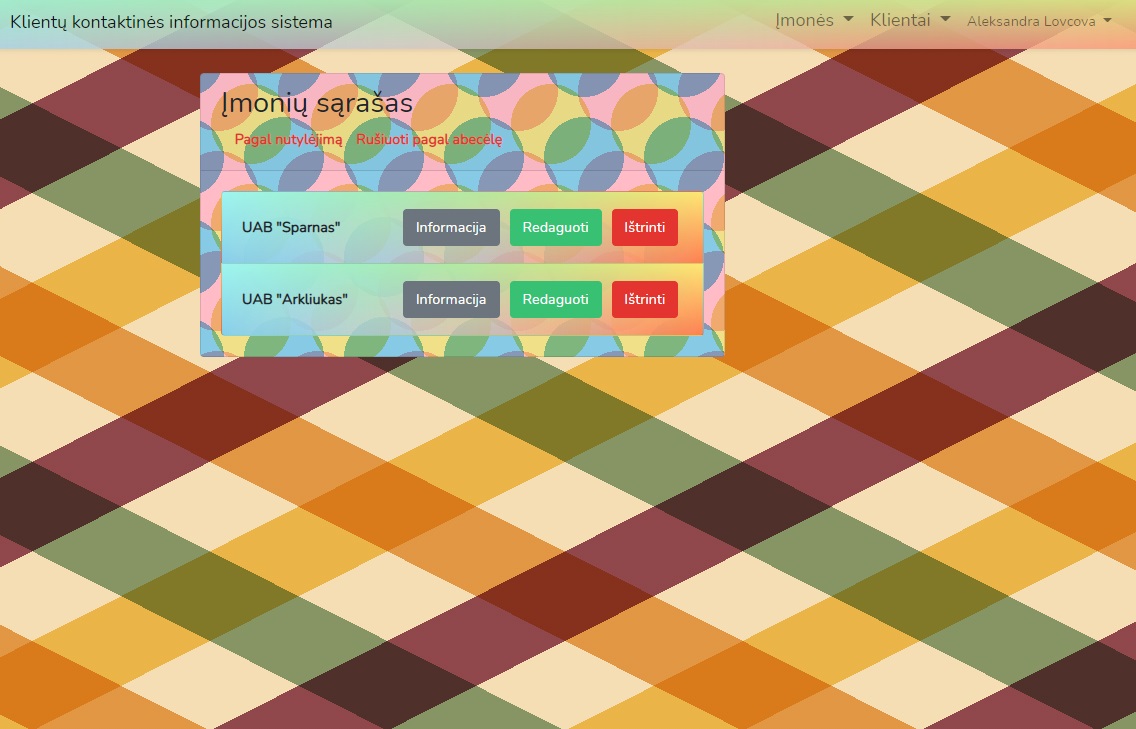 Klientų kontaktinės informacijos sistema
Įmonės Klientai Aleksandra Lovcova
Įmonių sąrašas
Pagal nutylėjimą Rušiuoti pagal abecėlę
UAB "Sparnas" Informacija Redaguoti Ištrinti
UAB "Arkliukas" Informacija Redaguoti Ištrinti